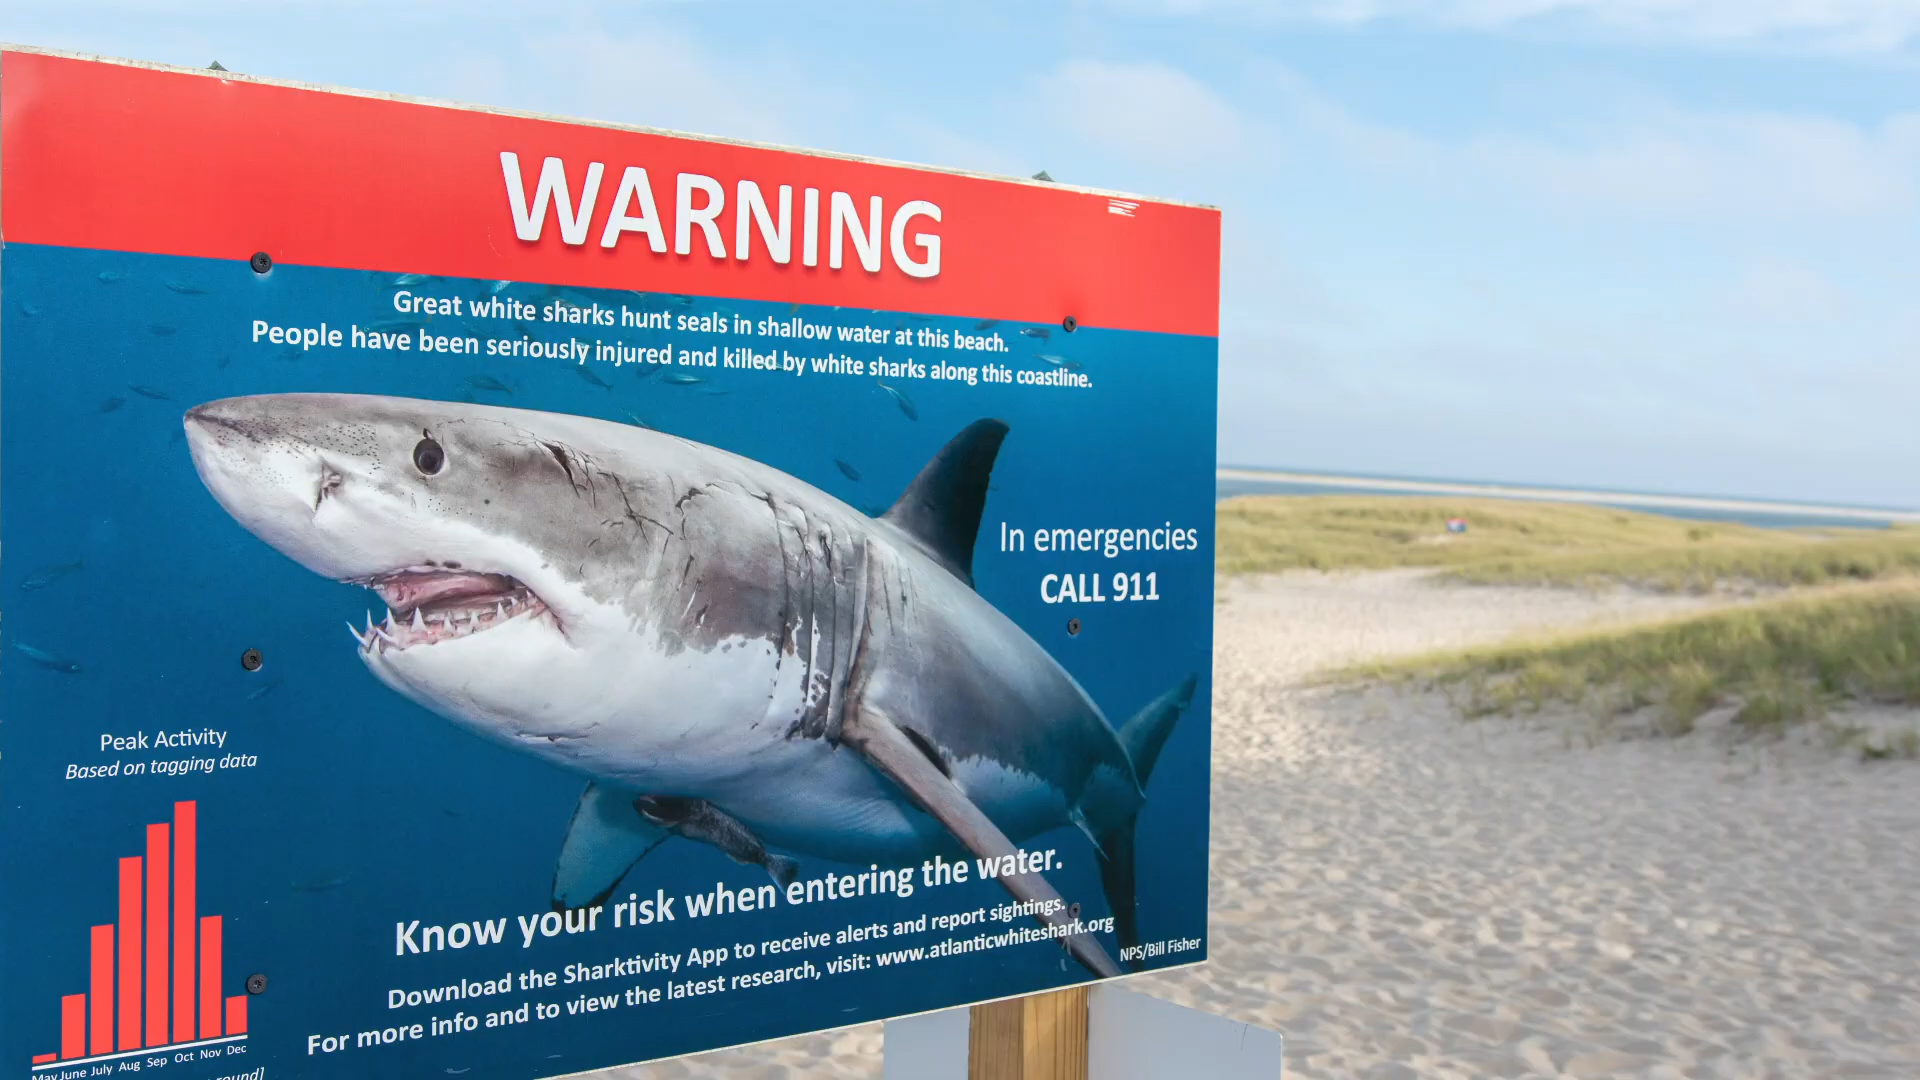 WARNING
Great white sharks hunt seals in shallow water at this beach.
People have been seriously injured and killed by white sharks along this coastline.
In emergencies
CALL 911
Peak Activity
Based on tagging data
May June July Aug Sep Oct Nov Dec
Know your risk when entering the water.
Download the Sharktivity App to receive alerts and report sightings.
For more info and to view the latest research, visit: www.atlanticwhiteshark.org
NPS/Bill Fisher